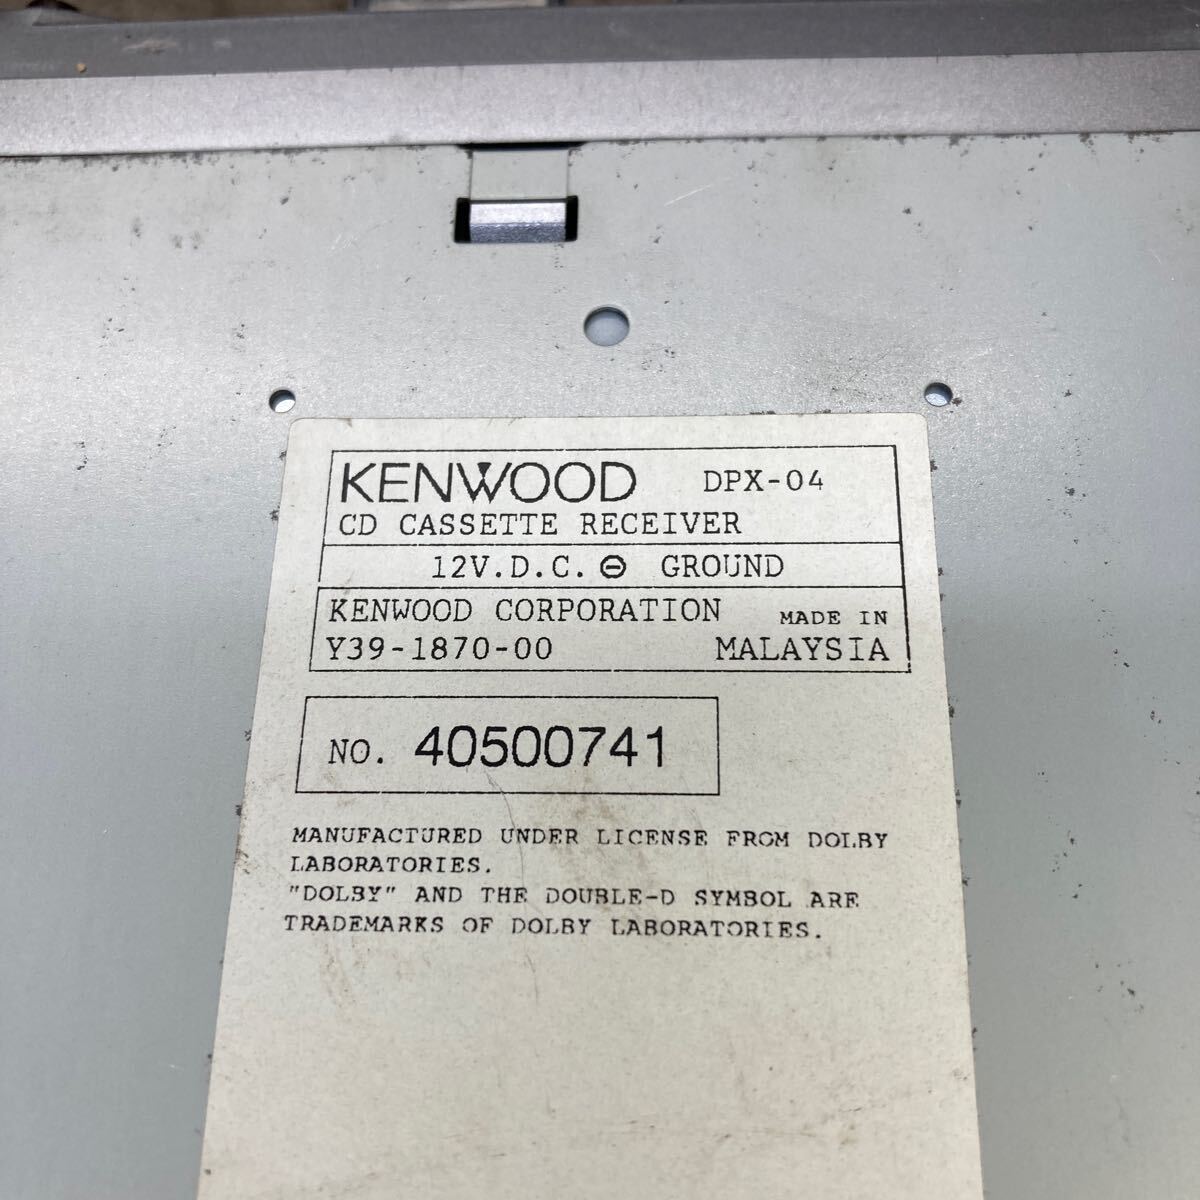 KENWOOD DPX-04
CD CASSETTE RECEIVER
12V.D.C. ⊖ GROUND
KENWOOD CORPORATION MADE IN
Y39-1870-00 MALAYSIA
NO. 40500741
MANUFACTURED UNDER LICENSE FROM DOLBY
LABORATORIES.
"DOLBY" AND THE DOUBLE-D SYMBOL ARE
TRADEMARKS OF DOLBY LABORATORIES.